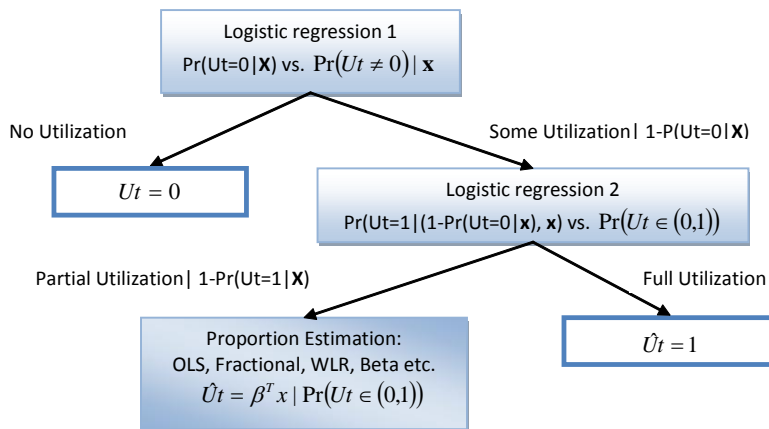 Logistic regression 1
Pr(Ut=0|X) vs. Pr(Ut ≠ 0) | x
No Utilization
Some Utilization| 1-P(Ut=0|X)
Ut = 0
Logistic regression 2
Pr(Ut=1|(1-Pr(Ut=0|x), x) vs. Pr(Ut ∈ (0,1))
Partial Utilization| 1-Pr(Ut=1|X)
Full Utilization
Proportion Estimation:
OLS, Fractional, WLR, Beta etc.
Ût = βᵀ x | Pr(Ut ∈ (0,1))
Ût = 1